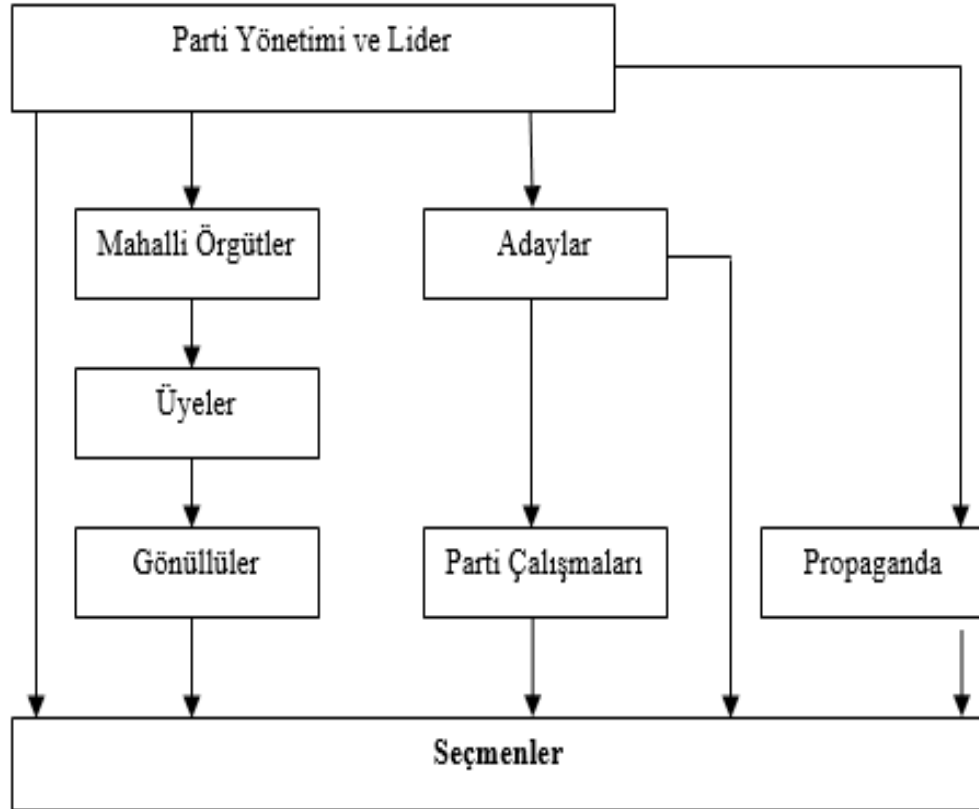 Parti Yönetimi ve Lider
Mahalli Örgütler
Adaylar
Üyeler
Gönüllüler
Parti Çalışmaları
Propaganda
Seçmenler